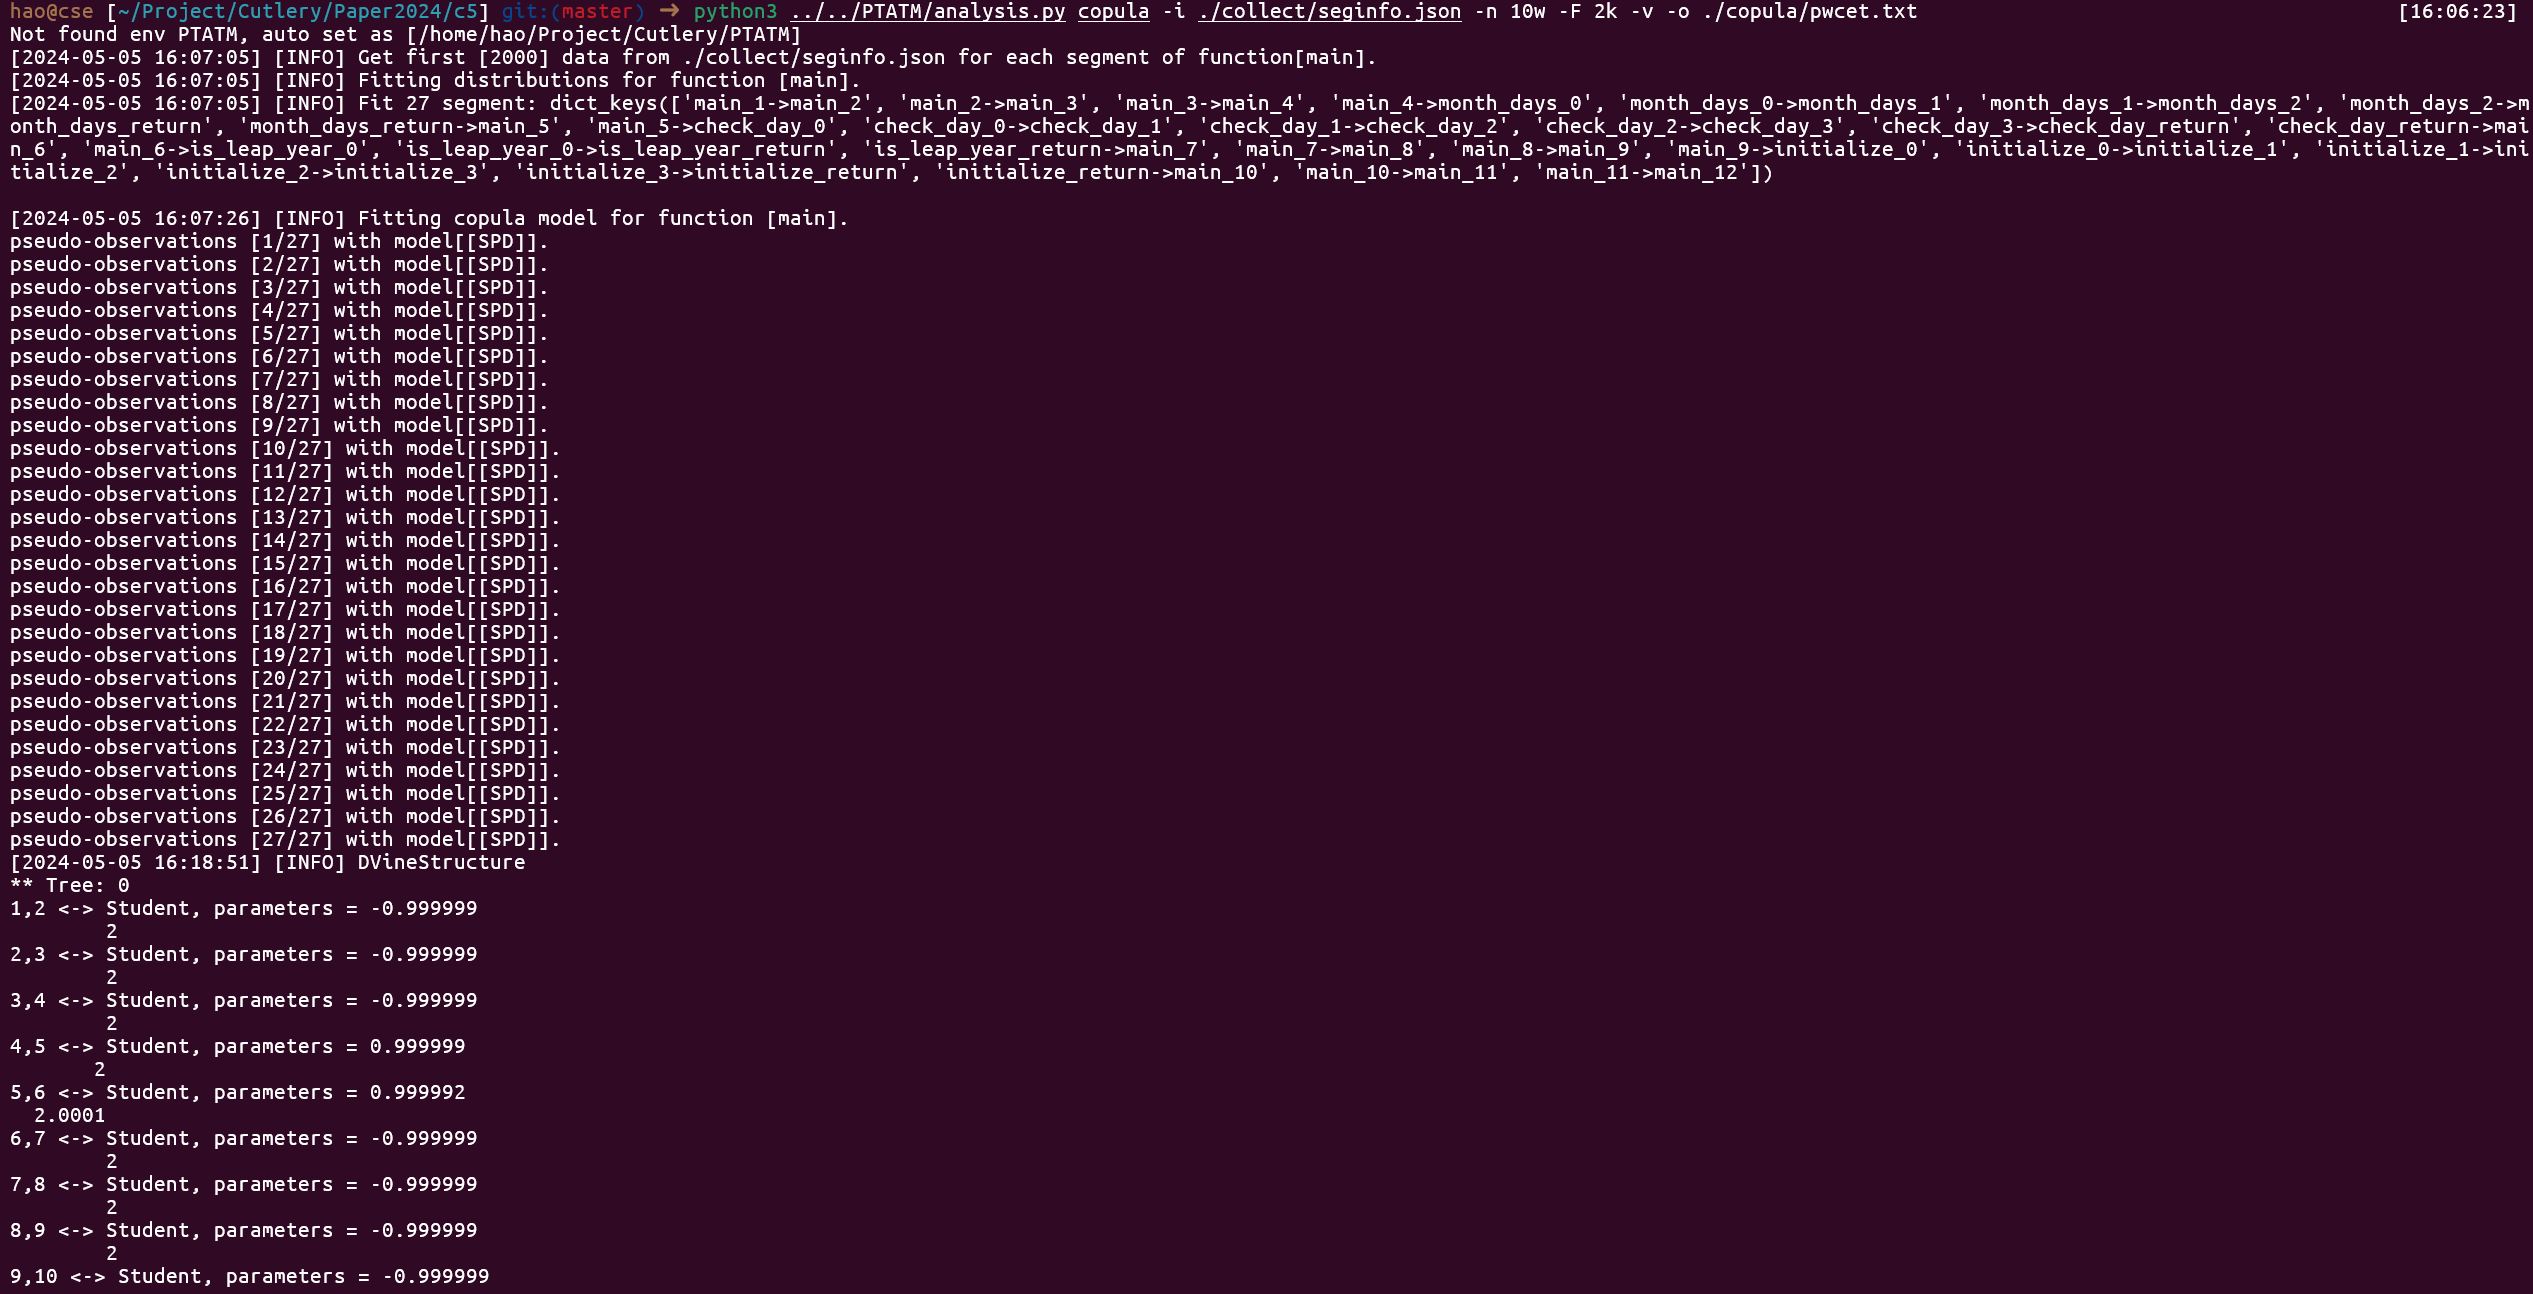 hao@cse [~/Project/Cutlery/Paper2024/c5] git:(master) ➜ python3 ../../PTATM/analysis.py copula -i ./collect/seginfo.json -n 10w -F 2k -v -o ./copula/pwcet.txt [16:06:23]
Not found env PTATM, auto set as [/home/hao/Project/Cutlery/PTATM]
[2024-05-05 16:07:05] [INFO] Get first [2000] data from ./collect/seginfo.json for each segment of function[main].
[2024-05-05 16:07:05] [INFO] Fitting distributions for function [main].
[2024-05-05 16:07:05] [INFO] Fit 27 segment: dict_keys(['main_1->main_2', 'main_2->main_3', 'main_3->main_4', 'main_4->month_days_0', 'month_days_0->month_days_1', 'month_days_1->month_days_2', 'month_days_2->m
onth_days_return', 'month_days_return->main_5', 'main_5->check_day_0', 'check_day_0->check_day_1', 'check_day_1->check_day_2', 'check_day_2->check_day_3', 'check_day_3->check_day_return', 'check_day_return->mai
n_6', 'main_6->is_leap_year_0', 'is_leap_year_0->is_leap_year_return', 'is_leap_year_return->main_7', 'main_7->main_8', 'main_8->main_9', 'main_9->initialize_0', 'initialize_0->initialize_1', 'initialize_1->ini
tialize_2', 'initialize_2->initialize_3', 'initialize_3->initialize_return', 'initialize_return->main_10', 'main_10->main_11', 'main_11->main_12'])
[2024-05-05 16:07:26] [INFO] Fitting copula model for function [main].
pseudo-observations [1/27] with model[[SPD]].
pseudo-observations [2/27] with model[[SPD]].
pseudo-observations [3/27] with model[[SPD]].
pseudo-observations [4/27] with model[[SPD]].
pseudo-observations [5/27] with model[[SPD]].
pseudo-observations [6/27] with model[[SPD]].
pseudo-observations [7/27] with model[[SPD]].
pseudo-observations [8/27] with model[[SPD]].
pseudo-observations [9/27] with model[[SPD]].
pseudo-observations [10/27] with model[[SPD]].
pseudo-observations [11/27] with model[[SPD]].
pseudo-observations [12/27] with model[[SPD]].
pseudo-observations [13/27] with model[[SPD]].
pseudo-observations [14/27] with model[[SPD]].
pseudo-observations [15/27] with model[[SPD]].
pseudo-observations [16/27] with model[[SPD]].
pseudo-observations [17/27] with model[[SPD]].
pseudo-observations [18/27] with model[[SPD]].
pseudo-observations [19/27] with model[[SPD]].
pseudo-observations [20/27] with model[[SPD]].
pseudo-observations [21/27] with model[[SPD]].
pseudo-observations [22/27] with model[[SPD]].
pseudo-observations [23/27] with model[[SPD]].
pseudo-observations [24/27] with model[[SPD]].
pseudo-observations [25/27] with model[[SPD]].
pseudo-observations [26/27] with model[[SPD]].
pseudo-observations [27/27] with model[[SPD]].
[2024-05-05 16:18:51] [INFO] DVineStructure
** Tree: 0
1,2 <-> Student, parameters = -0.999999
2
2,3 <-> Student, parameters = -0.999999
2
3,4 <-> Student, parameters = -0.999999
2
4,5 <-> Student, parameters = 0.999999
2
5,6 <-> Student, parameters = 0.999992
2.0001
6,7 <-> Student, parameters = -0.999999
2
7,8 <-> Student, parameters = -0.999999
2
8,9 <-> Student, parameters = -0.999999
2
9,10 <-> Student, parameters = -0.999999